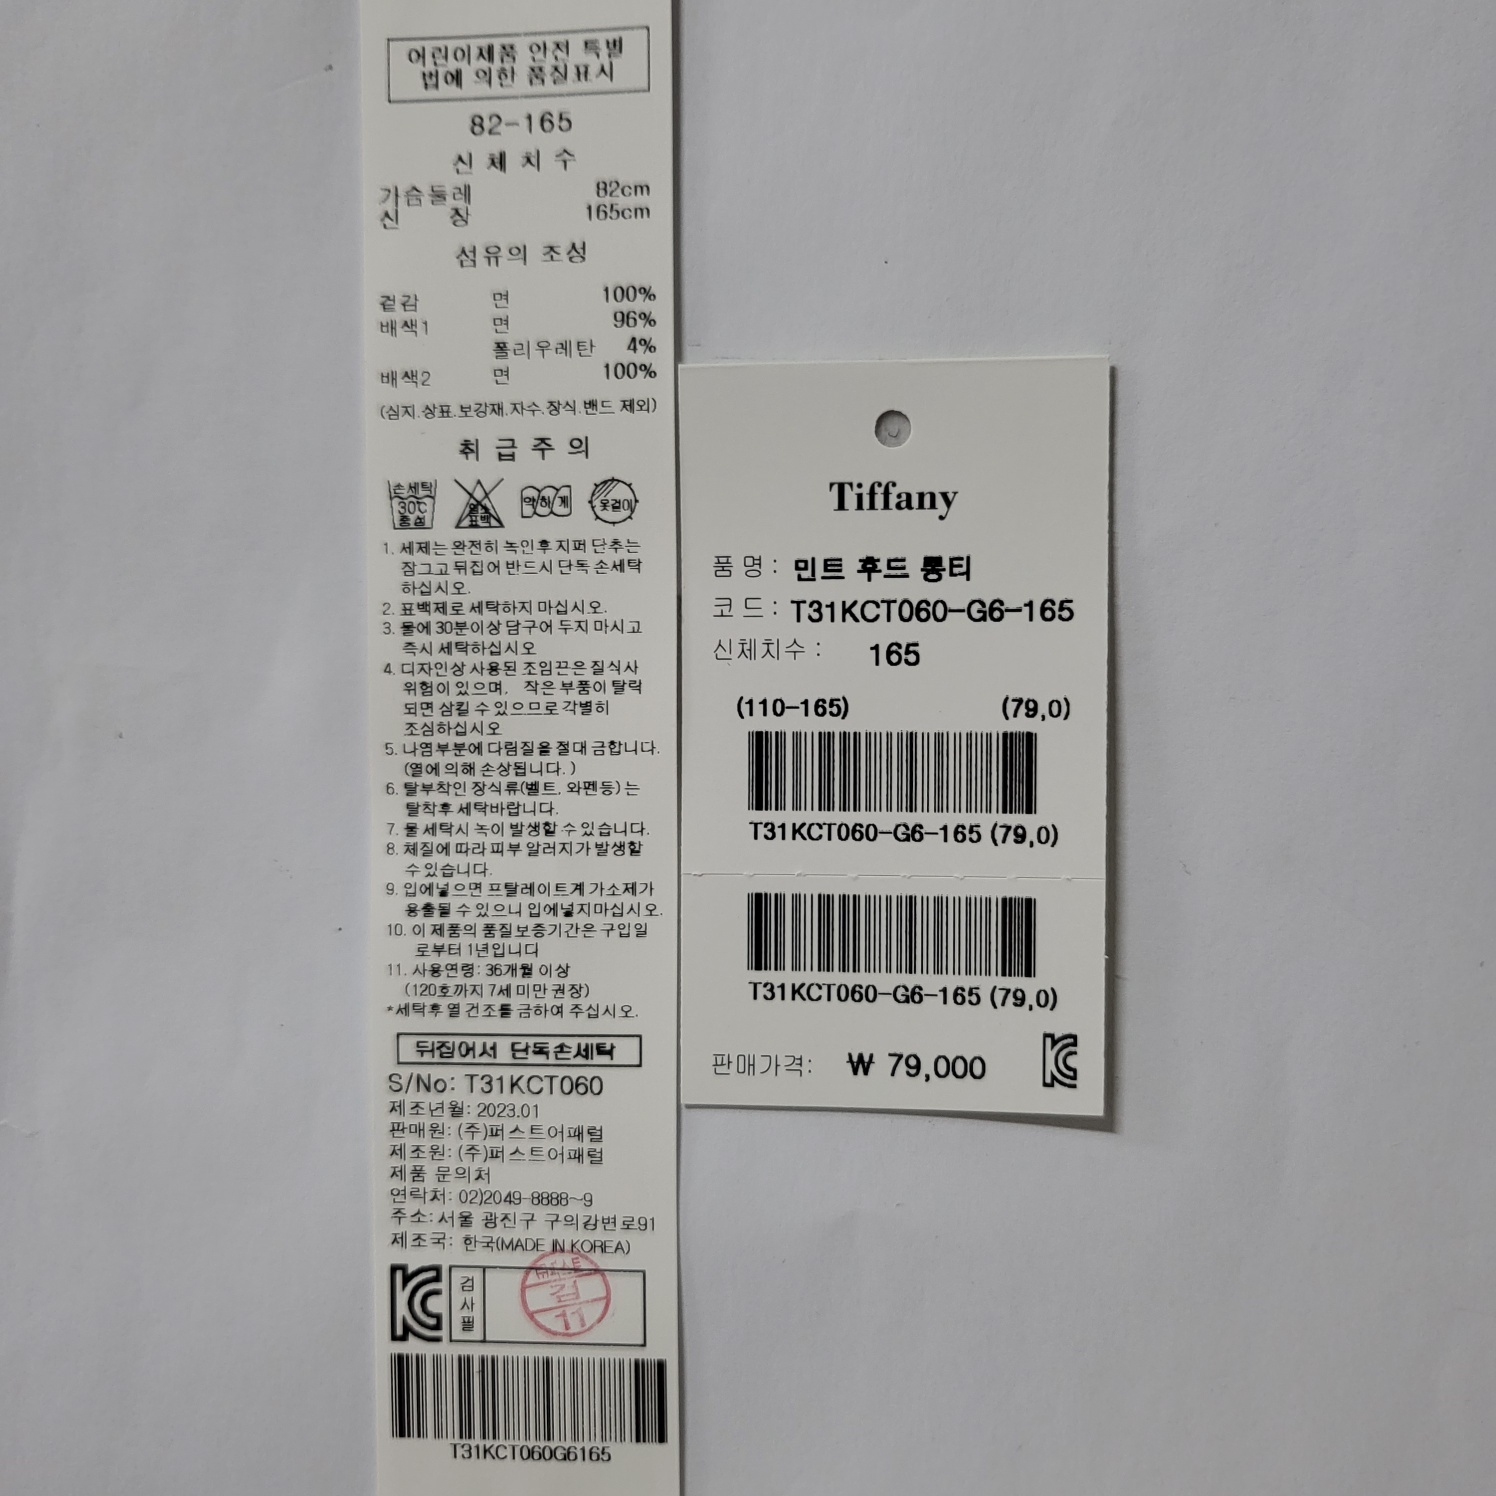 어린이제품 안전 특별
법에 의한 품질표시
82-165
신 체 치 수
가슴둘레 82cm
신 장 165cm
섬유의 조성
겉감 면 100%
배색1 면 96%
폴리우레탄 4%
배색2 면 100%
(심지.상표.보강재.자수.장식.밴드 제외)
취 급 주 의
손세탁
30℃
중성
염소
표백
약하게
옷걸이
1. 세제는 완전히 녹인후 지퍼 단추는
잠그고 뒤집어 반드시 단독 손세탁
하십시오.
2. 표백제로 세탁하지 마십시오.
3. 물에 30분이상 담구어 두지 마시고
즉시 세탁하십시오
4. 디자인상 사용된 조임끈은 질식사
위험이 있으며, 작은 부품이 탈락
되면 삼킬 수 있으므로 각별히
조심하십시오
5. 나염부분에 다림질을 절대 금합니다.
(열에 의해 손상됩니다.)
6. 탈부착인 장식류(벨트, 와펜등) 는
탈착후 세탁바랍니다.
7. 물 세탁시 녹이 발생할 수 있습니다.
8. 체질에 따라 피부 알러지가 발생할
수 있습니다.
9. 입에넣으면 프탈레이트계 가소제가
용출될 수 있으니 입에넣지마십시오.
10. 이 제품의 품질보증기간은 구입일
로부터 1년입니다
11. 사용연령: 36개월 이상
(120호까지 7세 미만 권장)
*세탁후 열 건조를 금하여 주십시오.
뒤집어서 단독손세탁
S/No: T31KCT060
제조년월: 2023.01
판매원: (주)퍼스트어패럴
제조원: (주)퍼스트어패럴
제품 문의처
연락처: 02)2049-8888~9
주소: 서울 광진구 구의강변로91
제조국: 한국(MADE IN KOREA)
KC
검사필
퍼스트
검
11
T31KCT060G6165
Tiffany
품 명 : 민트 후드 롱티
코 드 : T31KCT060-G6-165
신체치수 : 165
(110-165) (79,0)
T31KCT060-G6-165 (79,0)
T31KCT060-G6-165 (79,0)
판매가격: ₩ 79,000
KC